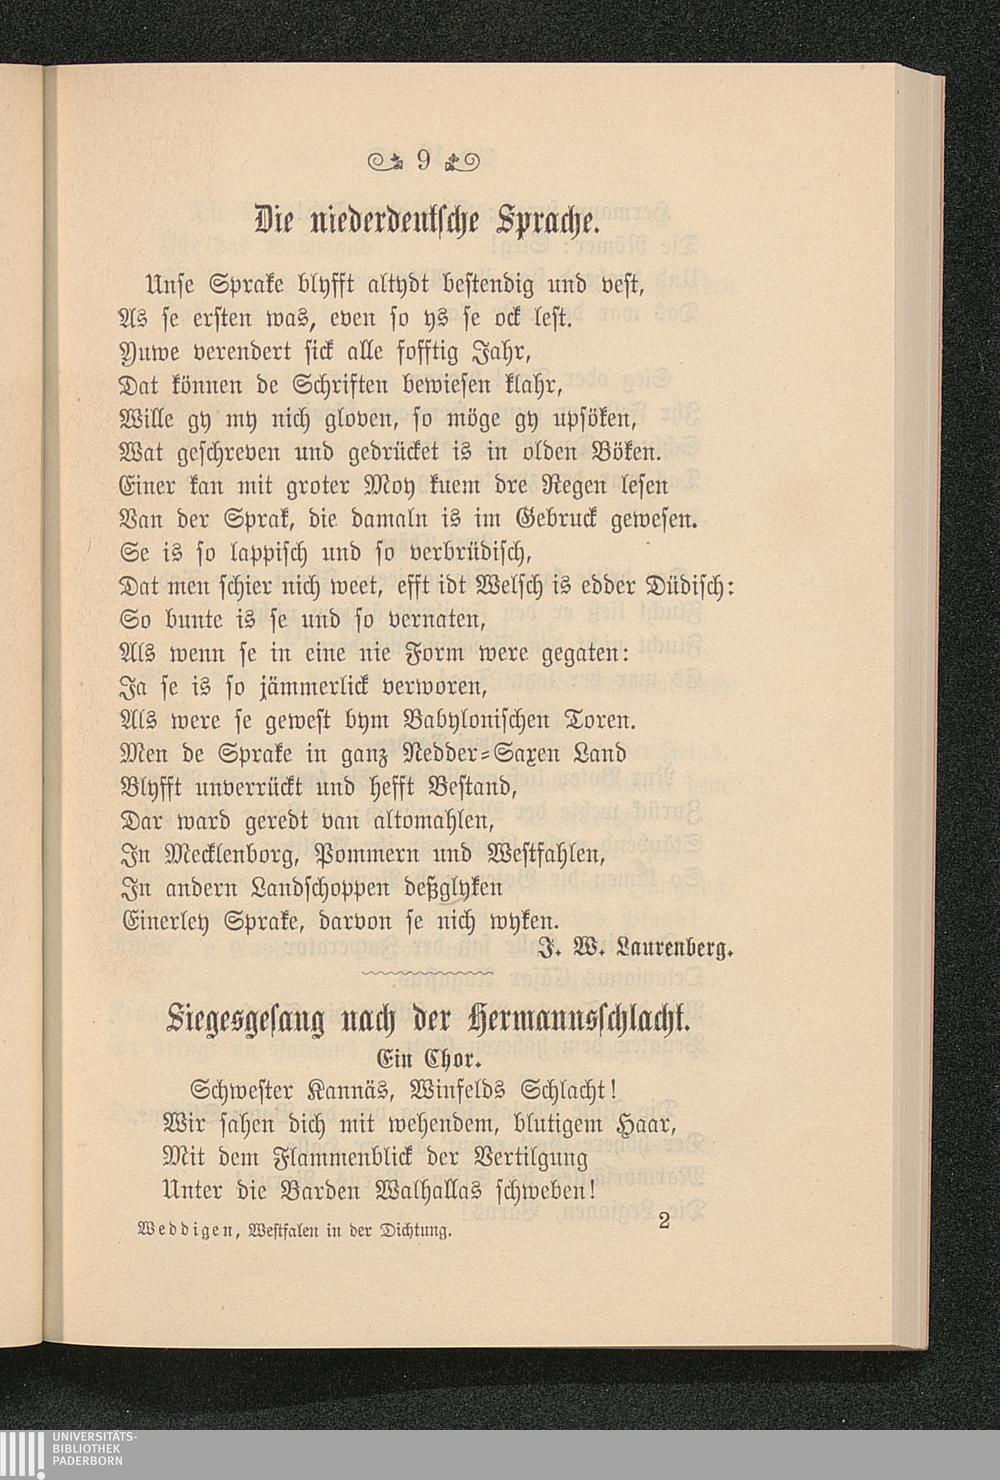 9
Die niederdeutsche Sprache.
Unse Sprake blyfft altydt bestendig und vest,
As se ersten was, even so ys se ock lest.
Yuwe verendert sick alle fofftig Jahr,
Dat können de Schriften bewiesen klahr,
Wille gy my nich gloven, so möge gy upsöken,
Wat geschreven und gedrücket is in olden Böken.
Einer kan mit groter Moy kuem dre Regen lesen
Van der Sprak, die damaln is im Gebruck gewesen.
Se is so lappisch und so verbrüdisch,
Dat men schier nich weet, efft idt Welsch is edder Düdisch:
So bunte is se und so vernaten,
Als wenn se in eine nie Form were gegaten:
Ja se is so jämmerlick verworen,
Als were se gewest bym Babylonischen Toren.
Men de Sprake in ganz Nedder-Saxen Land
Blyfft unverrückt und hefft Bestand,
Dar ward geredt van altomahlen,
In Mecklenborg, Pommern und Westfahlen,
In andern Landschoppen deßglyken
Einerley Sprake, darvon se nich wyken.
J. W. Laurenberg.
Siegesgesang nach der Hermannsschlacht.
Ein Chor.
Schwester Kannäs, Winfelds Schlacht!
Wir sahen dich mit wehendem, blutigem Haar,
Mit dem Flammenblick der Vertilgung
Unter die Barden Walhallas schweben!
Weddigen, Westfalen in der Dichtung.
2
UNIVERSITÄTS-
BIBLIOTHEK
PADERBORN